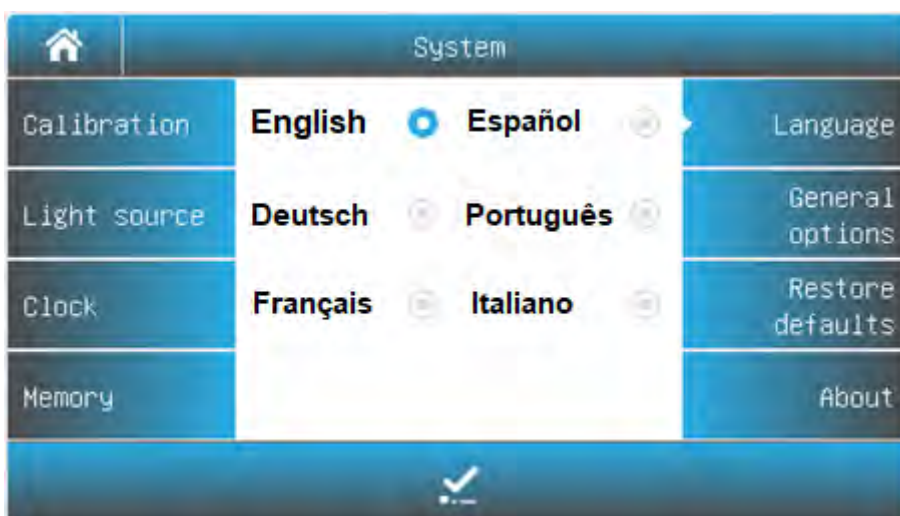 System
Calibration
English
Español
Language
Light source
Deutsch
Português
General
options
Clock
Français
Italiano
Restore
defaults
Memory
About